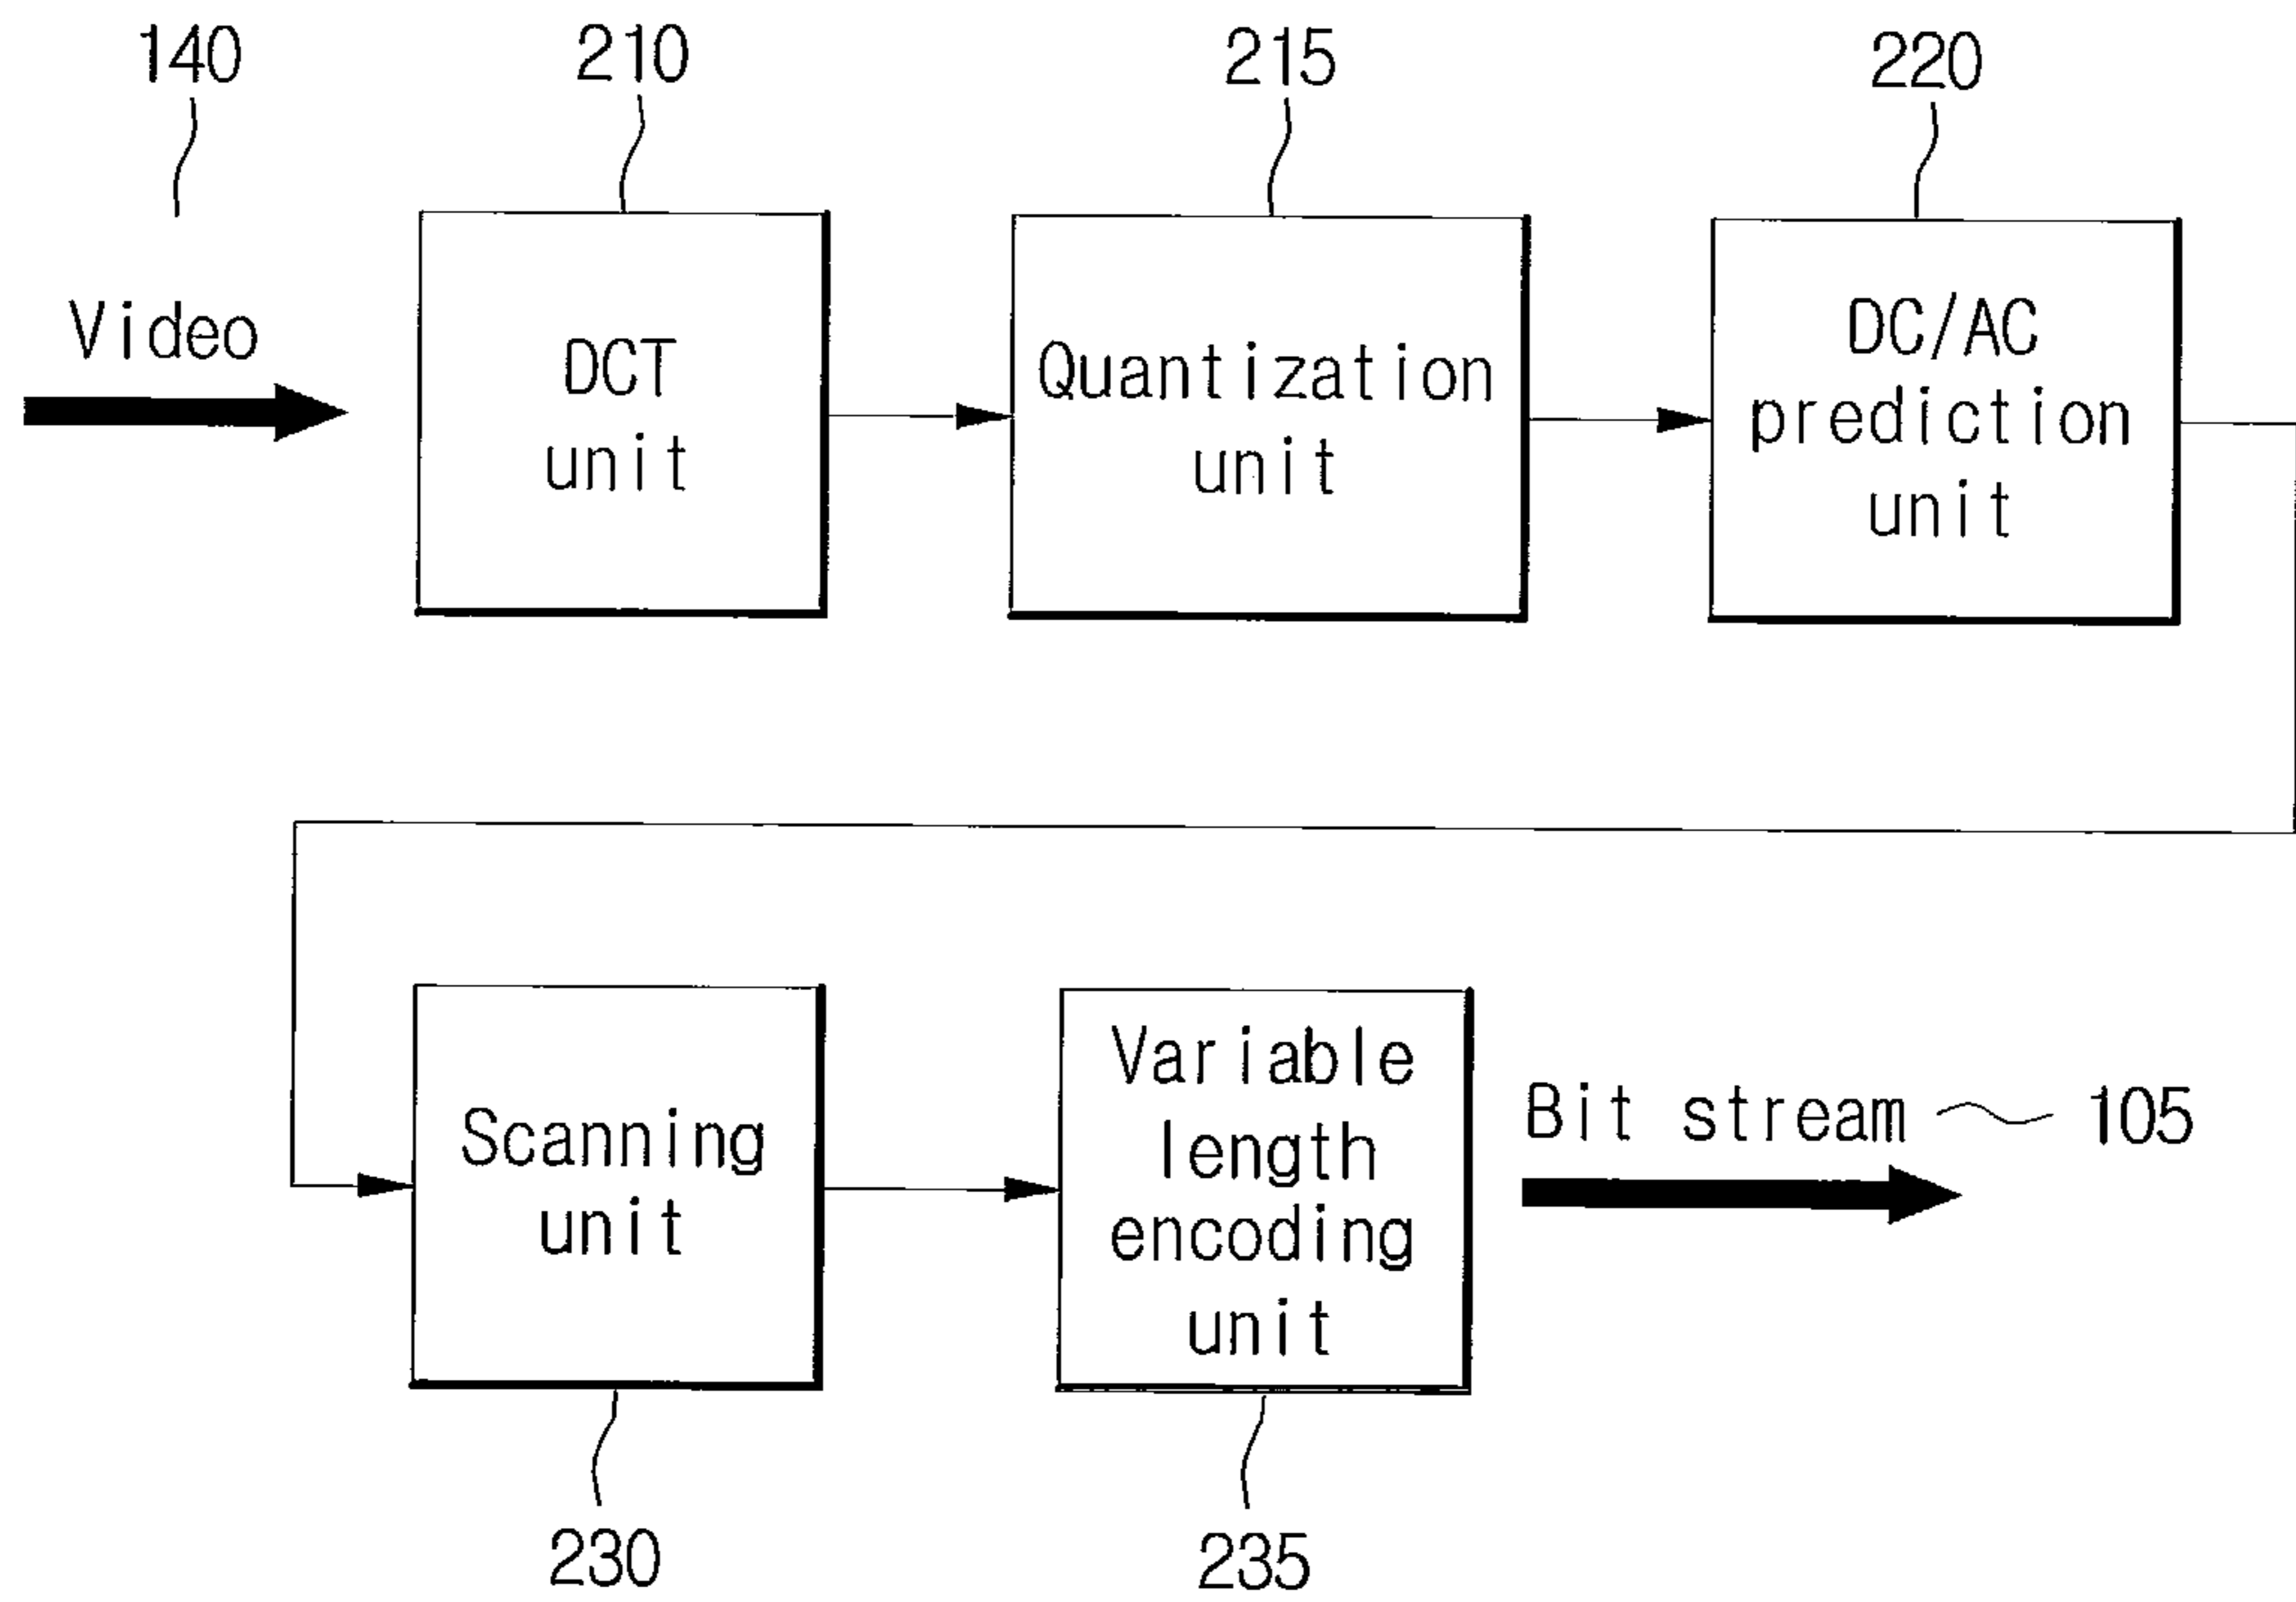 140
210
215
220
Video
DCT
unit
Quantization
unit
DC/AC
prediction
unit
Scanning
unit
Variable
length
encoding
unit
Bit stream 105
230
235